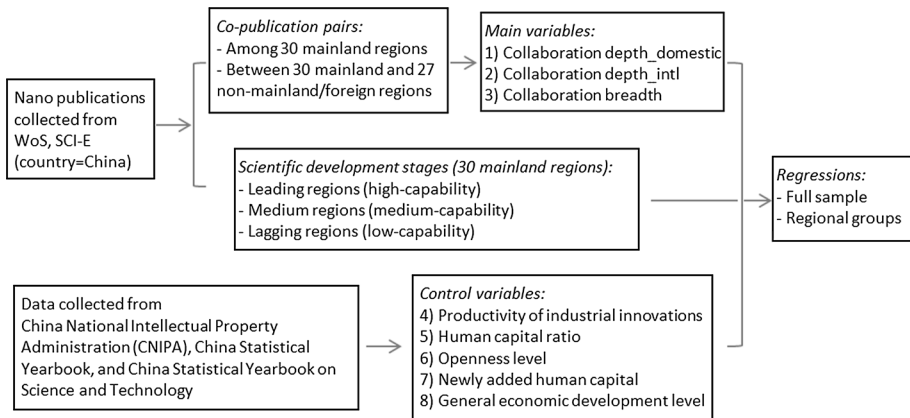 Nano publications
collected from
WoS, SCI-E
(country=China)
Co-publication pairs:
- Among 30 mainland regions
- Between 30 mainland and 27
non-mainland/foreign regions
Main variables:
1) Collaboration depth_domestic
2) Collaboration depth_intl
3) Collaboration breadth
Scientific development stages (30 mainland regions):
- Leading regions (high-capability)
- Medium regions (medium-capability)
- Lagging regions (low-capability)
Regressions:
- Full sample
- Regional groups
Data collected from
China National Intellectual Property
Administration (CNIPA), China Statistical
Yearbook, and China Statistical Yearbook on
Science and Technology
Control variables:
4) Productivity of industrial innovations
5) Human capital ratio
6) Openness level
7) Newly added human capital
8) General economic development level